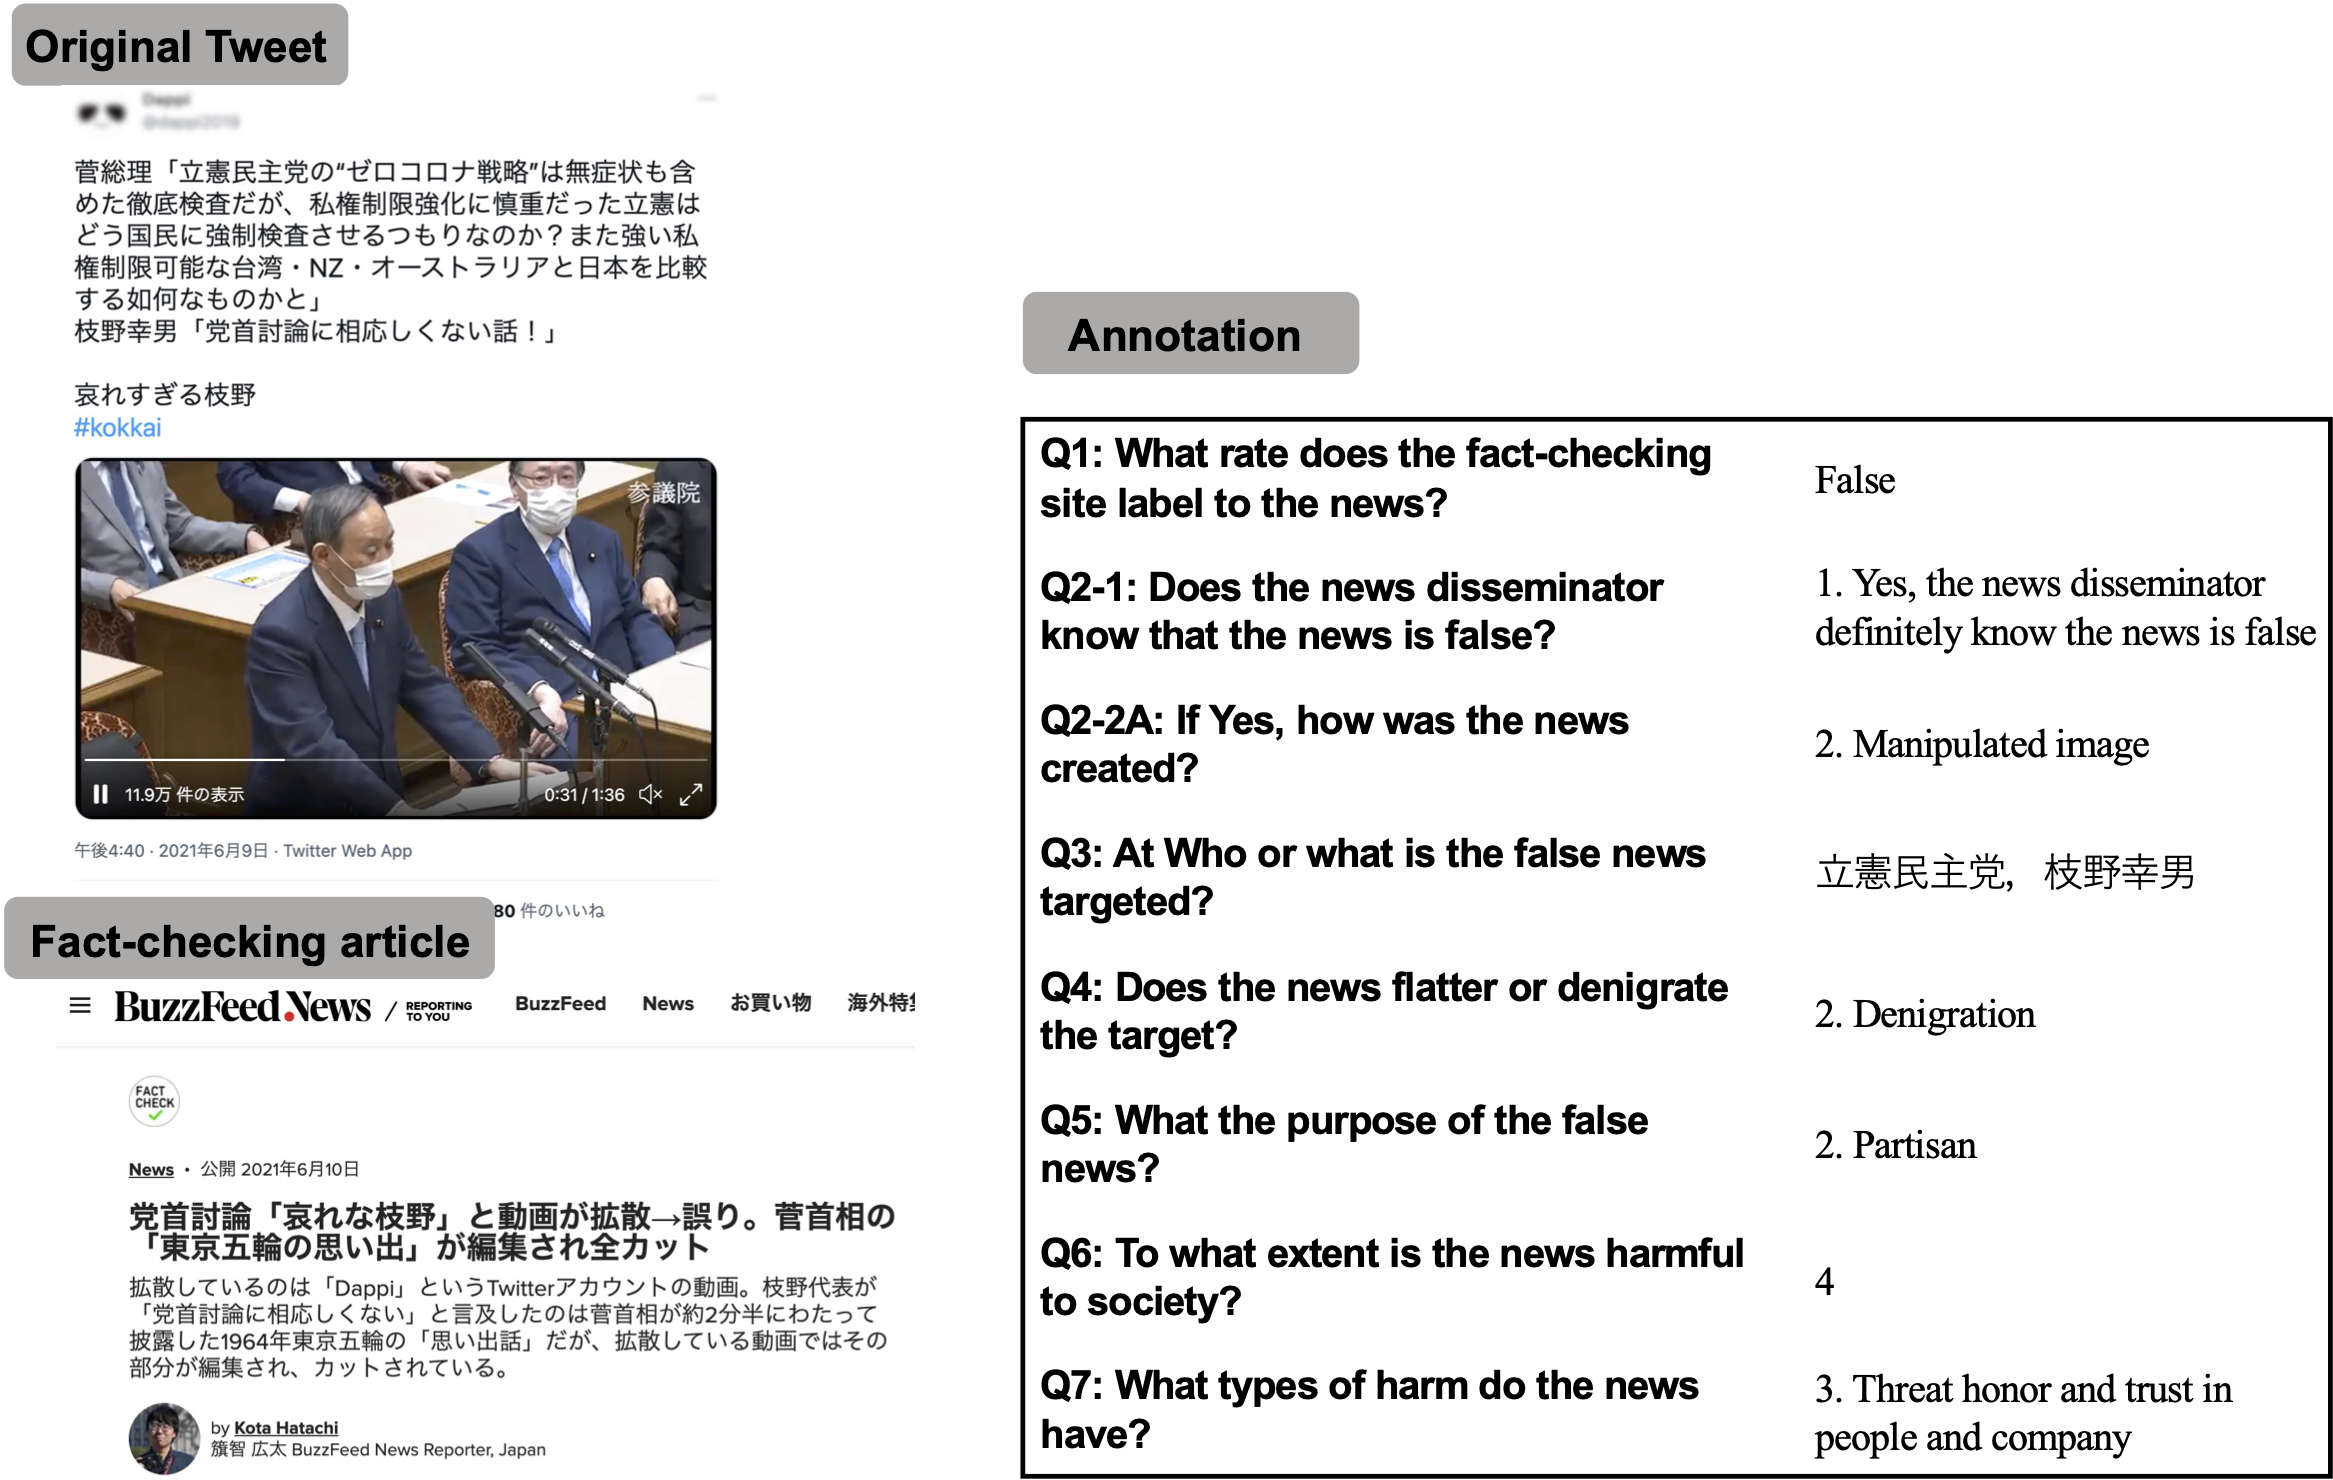 Original Tweet
Dappi
@dappi2019
菅総理「立憲民主党の“ゼロコロナ戦略”は無症状も含
めた徹底検査だが、私権制限強化に慎重だった立憲は
どう国民に強制検査させるつもりなのか？また強い私
権制限可能な台湾・NZ・オーストラリアと日本を比較
する如何なものかと」
枝野幸男「党首討論に相応しくない話！」
哀れすぎる枝野
#kokkai
参議院
11.9万 件の表示
0:31 / 1:36
午後4:40 · 2021年6月9日 · Twitter Web App
80 件のいいね
Fact-checking article
BuzzFeed News / REPORTING TO YOU
BuzzFeed News お買い物 海外特集
FACT
CHECK
News ・ 公開 2021年6月10日
党首討論「哀れな枝野」と動画が拡散→誤り。菅首相の
「東京五輪の思い出」が編集され全カット
拡散しているのは「Dappi」というTwitterアカウントの動画。枝野代表が
「党首討論に相応しくない」と言及したのは菅首相が約2分半にわたって
披露した1964年東京五輪の「思い出話」だが、拡散している動画ではその
部分が編集され、カットされている。
by Kota Hatachi
籏智 広太 BuzzFeed News Reporter, Japan
Annotation
Q1: What rate does the fact-checking
site label to the news?
False
Q2-1: Does the news disseminator
know that the news is false?
1. Yes, the news disseminator
definitely know the news is false
Q2-2A: If Yes, how was the news
created?
2. Manipulated image
Q3: At Who or what is the false news
targeted?
立憲民主党, 枝野幸男
Q4: Does the news flatter or denigrate
the target?
2. Denigration
Q5: What the purpose of the false
news?
2. Partisan
Q6: To what extent is the news harmful
to society?
4
Q7: What types of harm do the news
have?
3. Threat honor and trust in
people and company